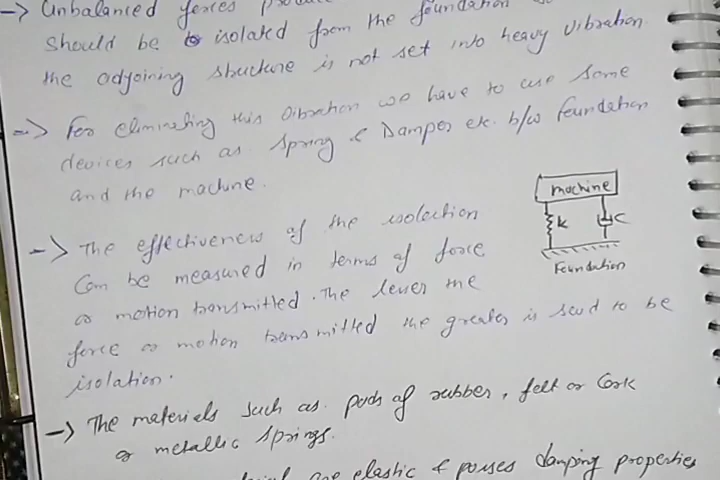 -> Unbalanced forces
should be isolated from the foundation so
the adjoining structure is not set into heavy vibration.
-> For eliminating this vibration we have to use some
devices such as spring & Damper etc. b/w foundation
and the machine.
machine
k
C
Foundation
-> The effectiveness of the isolation
Can be measured in terms of force
or motion transmitted. The lesser the
force or motion transmitted the greater is said to be
isolation.
-> The materials such as. pads of rubber, felt or Cork
or metallic springs.
are elastic & posses damping properties